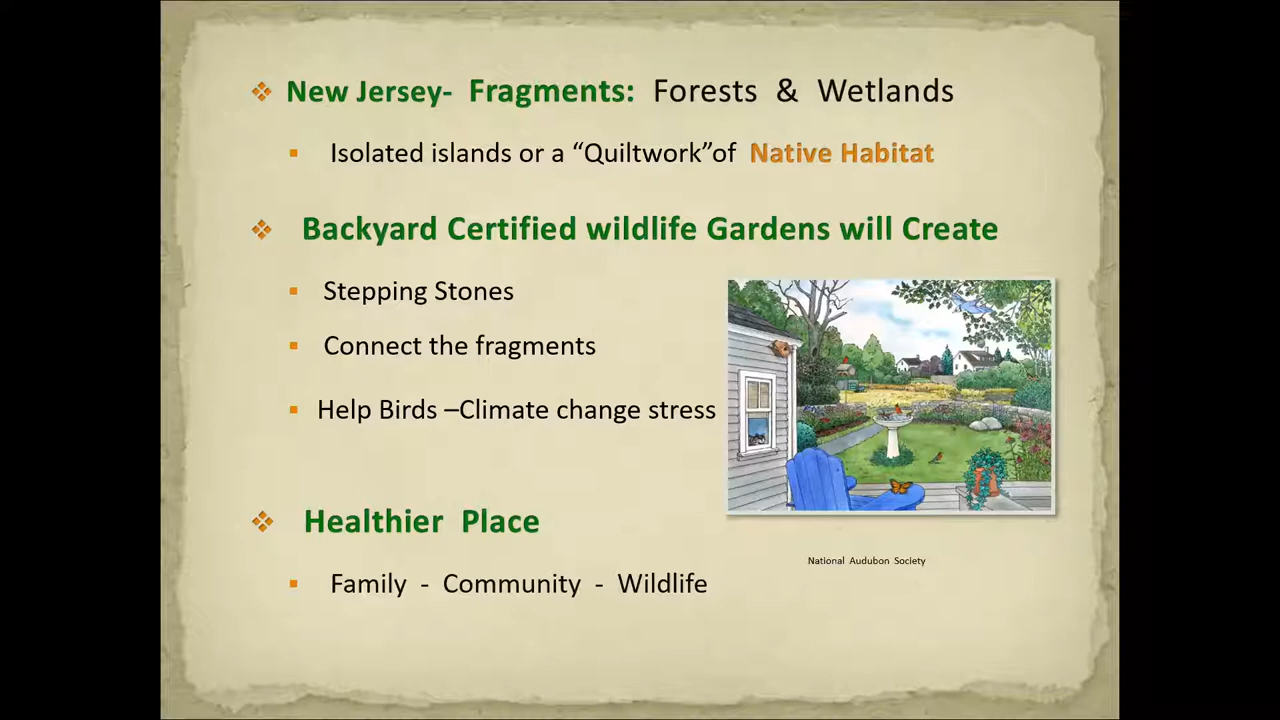 New Jersey- Fragments: Forests & Wetlands
Isolated islands or a “Quiltwork”of Native Habitat
Backyard Certified wildlife Gardens will Create
Stepping Stones
Connect the fragments
Help Birds –Climate change stress
Healthier Place
National Audubon Society
Family - Community - Wildlife